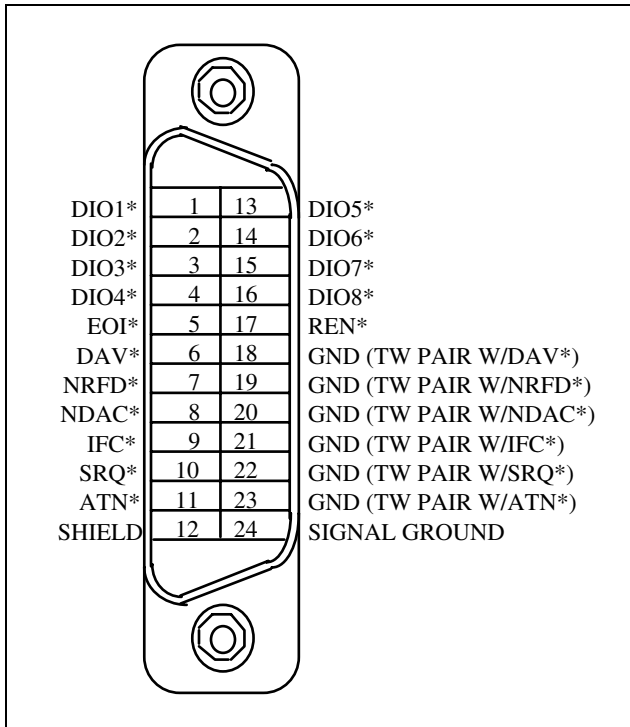 DIO1* 1 13 DIO5*
DIO2* 2 14 DIO6*
DIO3* 3 15 DIO7*
DIO4* 4 16 DIO8*
EOI* 5 17 REN*
DAV* 6 18 GND (TW PAIR W/DAV*)
NRFD* 7 19 GND (TW PAIR W/NRFD*)
NDAC* 8 20 GND (TW PAIR W/NDAC*)
IFC* 9 21 GND (TW PAIR W/IFC*)
SRQ* 10 22 GND (TW PAIR W/SRQ*)
ATN* 11 23 GND (TW PAIR W/ATN*)
SHIELD 12 24 SIGNAL GROUND